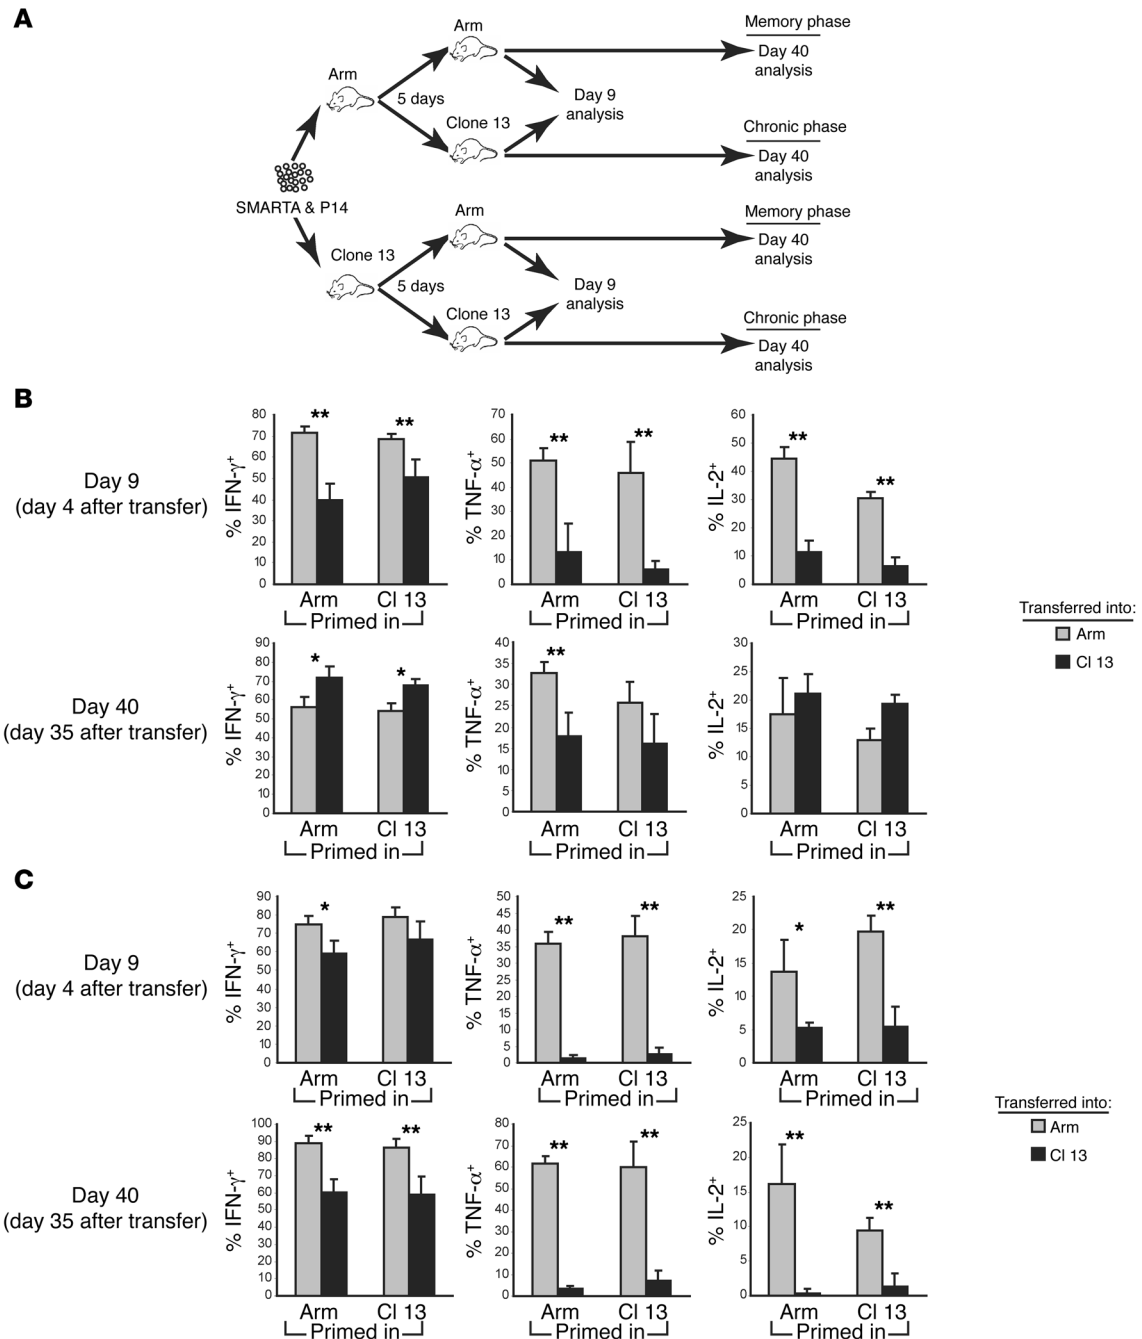 A
Memory phase
Arm
Day 40
analysis
Arm
5 days
Day 9
analysis
Clone 13
Chronic phase
Day 40
analysis
SMARTA & P14
Arm
Memory phase
Day 40
analysis
Clone 13
5 days
Day 9
analysis
Clone 13
Chronic phase
Day 40
analysis
B
Day 9
(day 4 after transfer)
% IFN-γ+
80
70
60
50
40
30
20
10
0
** **
Arm Cl 13
Primed in
% TNF-α+
70
60
50
40
30
20
10
0
** **
Arm Cl 13
Primed in
% IL-2+
60
50
40
30
20
10
0
** **
Arm Cl 13
Primed in
Transferred into:
Arm
Cl 13
Day 40
(day 35 after transfer)
% IFN-γ+
90
80
70
60
50
40
30
20
10
0
* *
Arm Cl 13
Primed in
% TNF-α+
40
35
30
25
20
15
10
5
0
**
Arm Cl 13
Primed in
% IL-2+
30
25
20
15
10
5
0
Arm Cl 13
Primed in
C
Day 9
(day 4 after transfer)
% IFN-γ+
90
80
70
60
50
40
30
20
10
0
*
Arm Cl 13
Primed in
% TNF-α+
50
45
40
35
30
25
20
15
10
5
0
** **
Arm Cl 13
Primed in
% IL-2+
25
20
15
10
5
0
* **
Arm Cl 13
Primed in
Transferred into:
Arm
Cl 13
Day 40
(day 35 after transfer)
% IFN-γ+
100
90
80
70
60
50
40
30
20
10
0
** **
Arm Cl 13
Primed in
% TNF-α+
80
70
60
50
40
30
20
10
0
** **
Arm Cl 13
Primed in
% IL-2+
25
20
15
10
5
0
** **
Arm Cl 13
Primed in